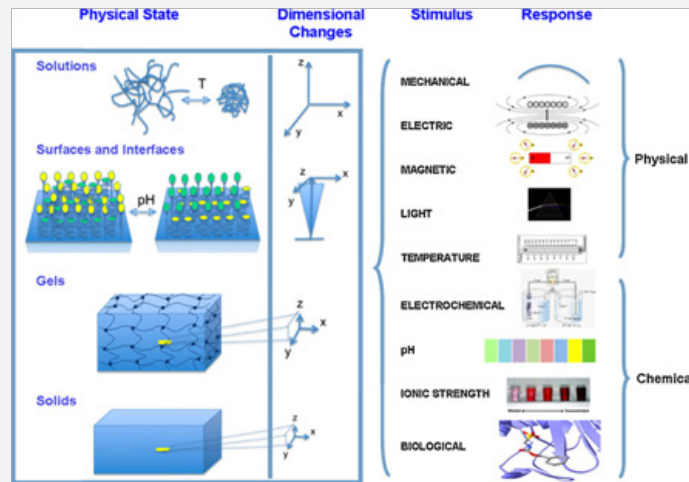 Physical State
Dimensional
Changes
Stimulus
Response
Solutions
T
z
x
y
Surfaces and Interfaces
pH
x
y
z
Gels
z
x
y
Solids
z
x
y
MECHANICAL
ELECTRIC
MAGNETIC
LIGHT
TEMPERATURE
ELECTROCHEMICAL
pH
IONIC STRENGTH
BIOLOGICAL
Physical
Chemical